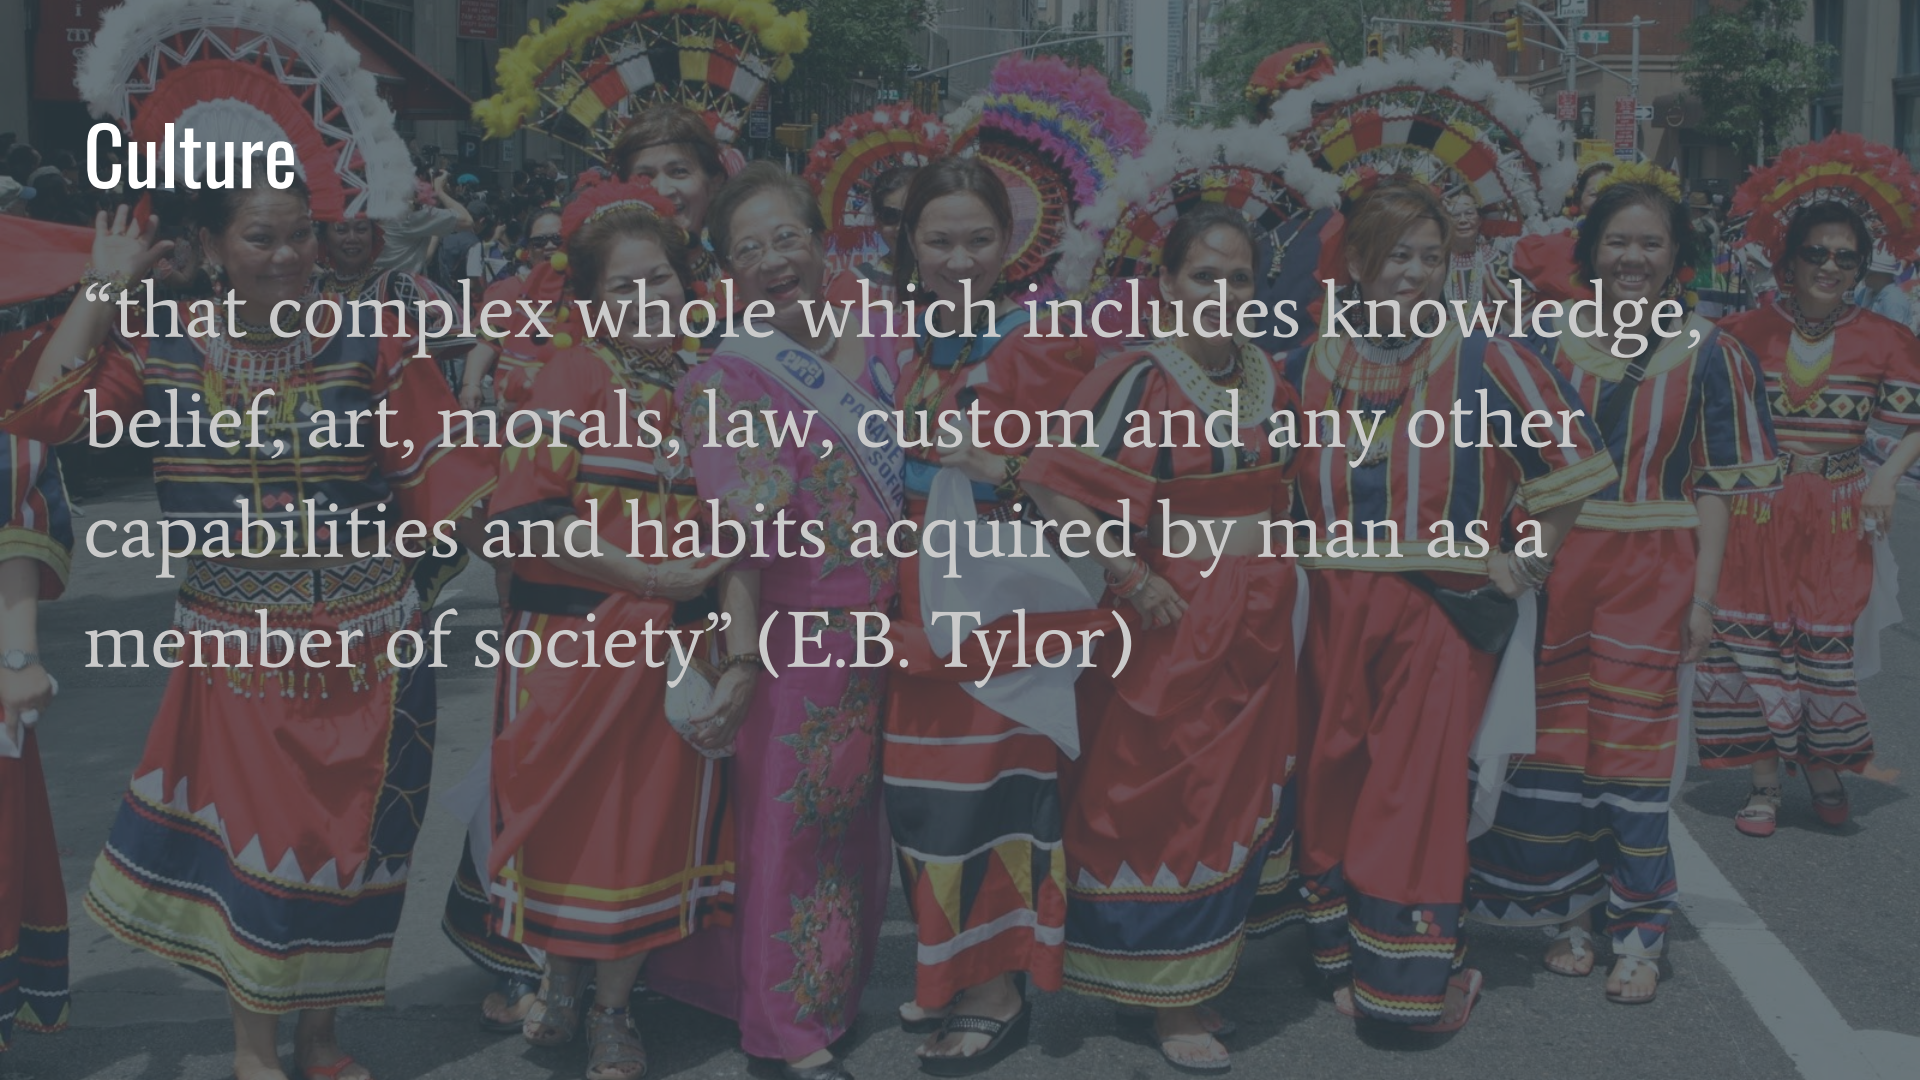 Culture
“that complex whole which includes knowledge,
belief, art, morals, law, custom and any other
capabilities and habits acquired by man as a
member of society” (E.B. Tylor)